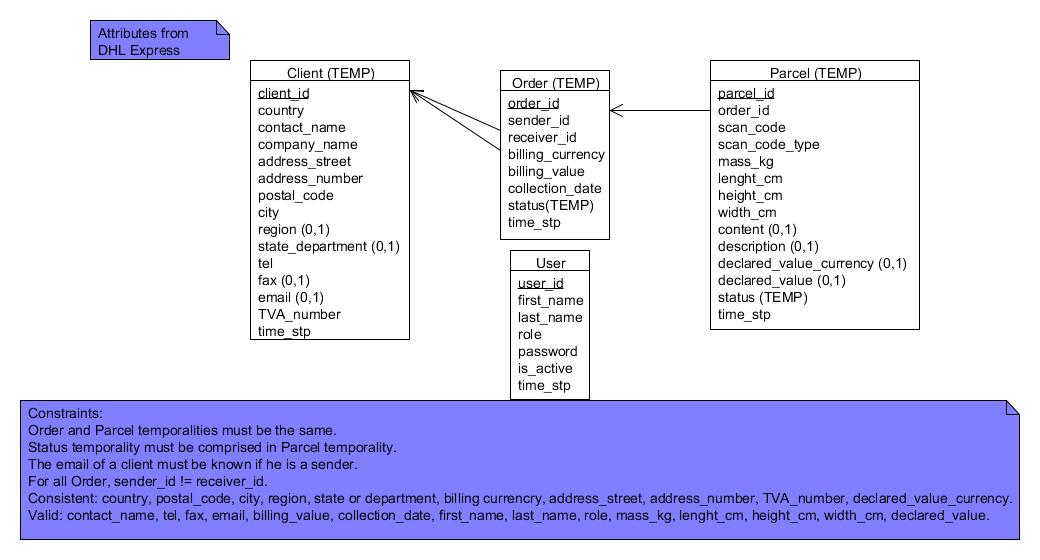 Attributes from
DHL Express
Client (TEMP)
client_id
country
contact_name
company_name
address_street
address_number
postal_code
city
region (0,1)
state_department (0,1)
tel
fax (0,1)
email (0,1)
TVA_number
time_stp
Order (TEMP)
order_id
sender_id
receiver_id
billing_currency
billing_value
collection_date
status(TEMP)
time_stp
Parcel (TEMP)
parcel_id
order_id
scan_code
scan_code_type
mass_kg
lenght_cm
height_cm
width_cm
content (0,1)
description (0,1)
declared_value_currency (0,1)
declared_value (0,1)
status (TEMP)
time_stp
User
user_id
first_name
last_name
role
password
is_active
time_stp
Constraints:
Order and Parcel temporalities must be the same.
Status temporality must be comprised in Parcel temporality.
The email of a client must be known if he is a sender.
For all Order, sender_id != receiver_id.
Consistent: country, postal_code, city, region, state or department, billing currencry, address_street, address_number, TVA_number, declared_value_currency.
Valid: contact_name, tel, fax, email, billing_value, collection_date, first_name, last_name, role, mass_kg, lenght_cm, height_cm, width_cm, declared_value.